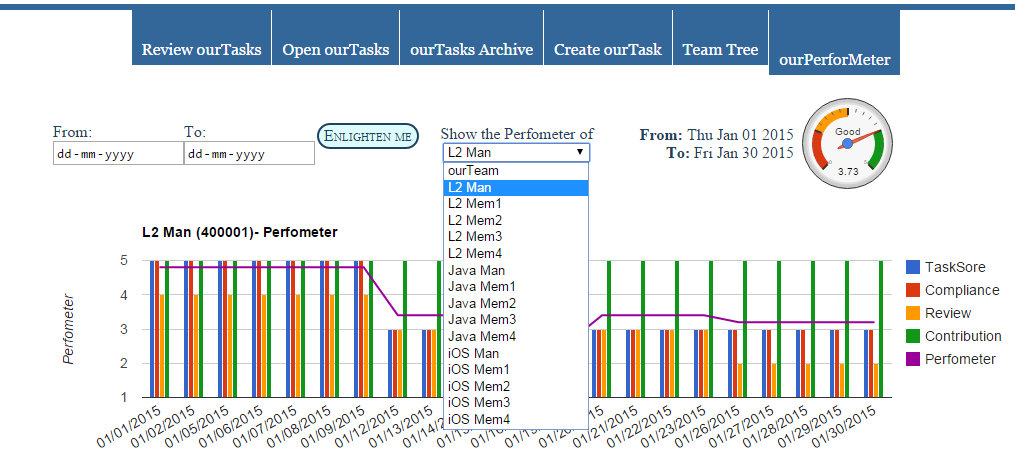 Review ourTasks
Open ourTasks
ourTasks Archive
Create ourTask
Team Tree
ourPerforMeter
From:
To:
dd-mm-yyyy
dd-mm-yyyy
Enlighten me
Show the Perfometer of
L2 Man
ourTeam
L2 Man
L2 Mem1
L2 Mem2
L2 Mem3
L2 Mem4
Java Man
Java Mem1
Java Mem2
Java Mem3
Java Mem4
iOS Man
iOS Mem1
iOS Mem2
iOS Mem3
iOS Mem4
From: Thu Jan 01 2015
To: Fri Jan 30 2015
Good
0
5
3.73
L2 Man (400001)- Perfometer
Perfometer
5
4
3
2
1
01/01/2015
01/02/2015
01/05/2015
01/06/2015
01/07/2015
01/08/2015
01/09/2015
01/12/2015
01/13/2015
01/21/2015
01/22/2015
01/23/2015
01/26/2015
01/27/2015
01/28/2015
01/29/2015
01/30/2015
TaskSore
Compliance
Review
Contribution
Perfometer